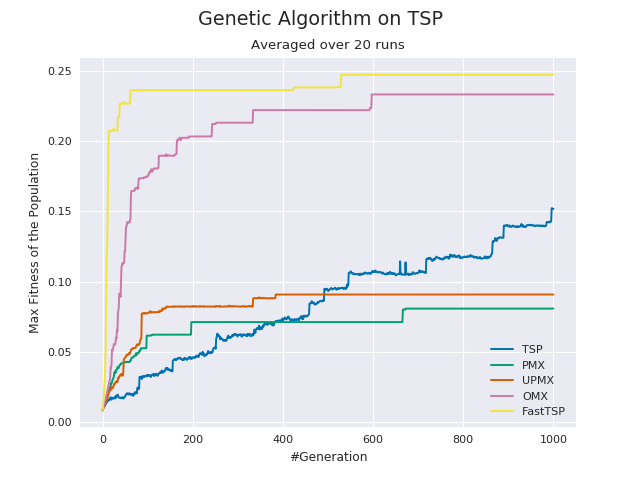 Genetic Algorithm on TSP
Averaged over 20 runs
Max Fitness of the Population
0.25
0.20
0.15
0.10
0.05
0.00
0 200 400 600 800 1000
#Generation
TSP
PMX
UPMX
OMX
FastTSP